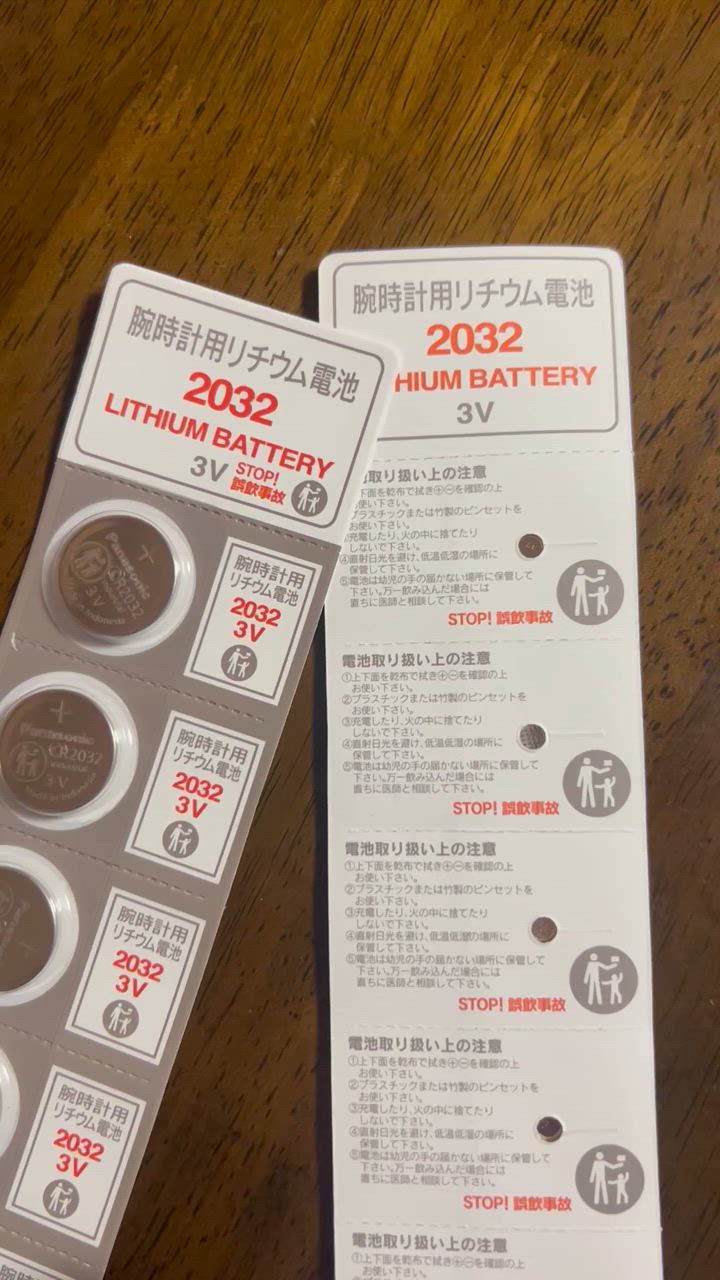 腕時計用リチウム電池
2032
LITHIUM BATTERY
3V STOP!
誤飲事故
Panasonic
CR2032
3V
Made in Indonesia
腕時計用
リチウム電池
2032
3V
Panasonic
CR2032
Industrial
3V
Made in Indonesia
腕時計用
リチウム電池
2032
3V
腕時計用
リチウム電池
2032
3V
腕時計用
リチウム電池
2032
3V
腕時計用
腕時計用リチウム電池
2032
HIUM BATTERY
3V
取り扱い上の注意
下面を乾布で拭き⊕⊖を確認の上
使い下さい。
プラスチックまたは竹製のピンセットを
お使い下さい。
充電したり、火の中に捨てたり
しないで下さい。
④直射日光を避け、低温低湿の場所に
保管して下さい。
⑤電池は幼児の手の届かない場所に保管して
下さい。万一飲み込んだ場合には
直ちに医師と相談して下さい。
STOP! 誤飲事故
電池取り扱い上の注意
①上下面を乾布で拭き⊕⊖を確認の上
お使い下さい。
②プラスチックまたは竹製のピンセットを
お使い下さい。
③充電したり、火の中に捨てたり
しないで下さい。
④直射日光を避け、低温低湿の場所に
保管して下さい。
⑤電池は幼児の手の届かない場所に保管して
下さい。万一飲み込んだ場合には
直ちに医師と相談して下さい。
STOP! 誤飲事故
電池取り扱い上の注意
①上下面を乾布で拭き⊕⊖を確認の上
お使い下さい。
②プラスチックまたは竹製のピンセットを
お使い下さい。
③充電したり、火の中に捨てたり
しないで下さい。
④直射日光を避け、低温低湿の場所に
保管して下さい。
⑤電池は幼児の手の届かない場所に保管して
下さい。万一飲み込んだ場合には
直ちに医師と相談して下さい。
STOP! 誤飲事故
電池取り扱い上の注意
①上下面を乾布で拭き⊕⊖を確認の上
お使い下さい。
②プラスチックまたは竹製のピンセットを
お使い下さい。
③充電したり、火の中に捨てたり
しないで下さい。
④直射日光を避け、低温低湿の場所に
保管して下さい。
⑤電池は幼児の手の届かない場所に保管して
下さい。万一飲み込んだ場合には
直ちに医師と相談して下さい。
STOP! 誤飲事故
電池取り扱い上の注意
①上下面を乾布で拭き⊕⊖を確認の上